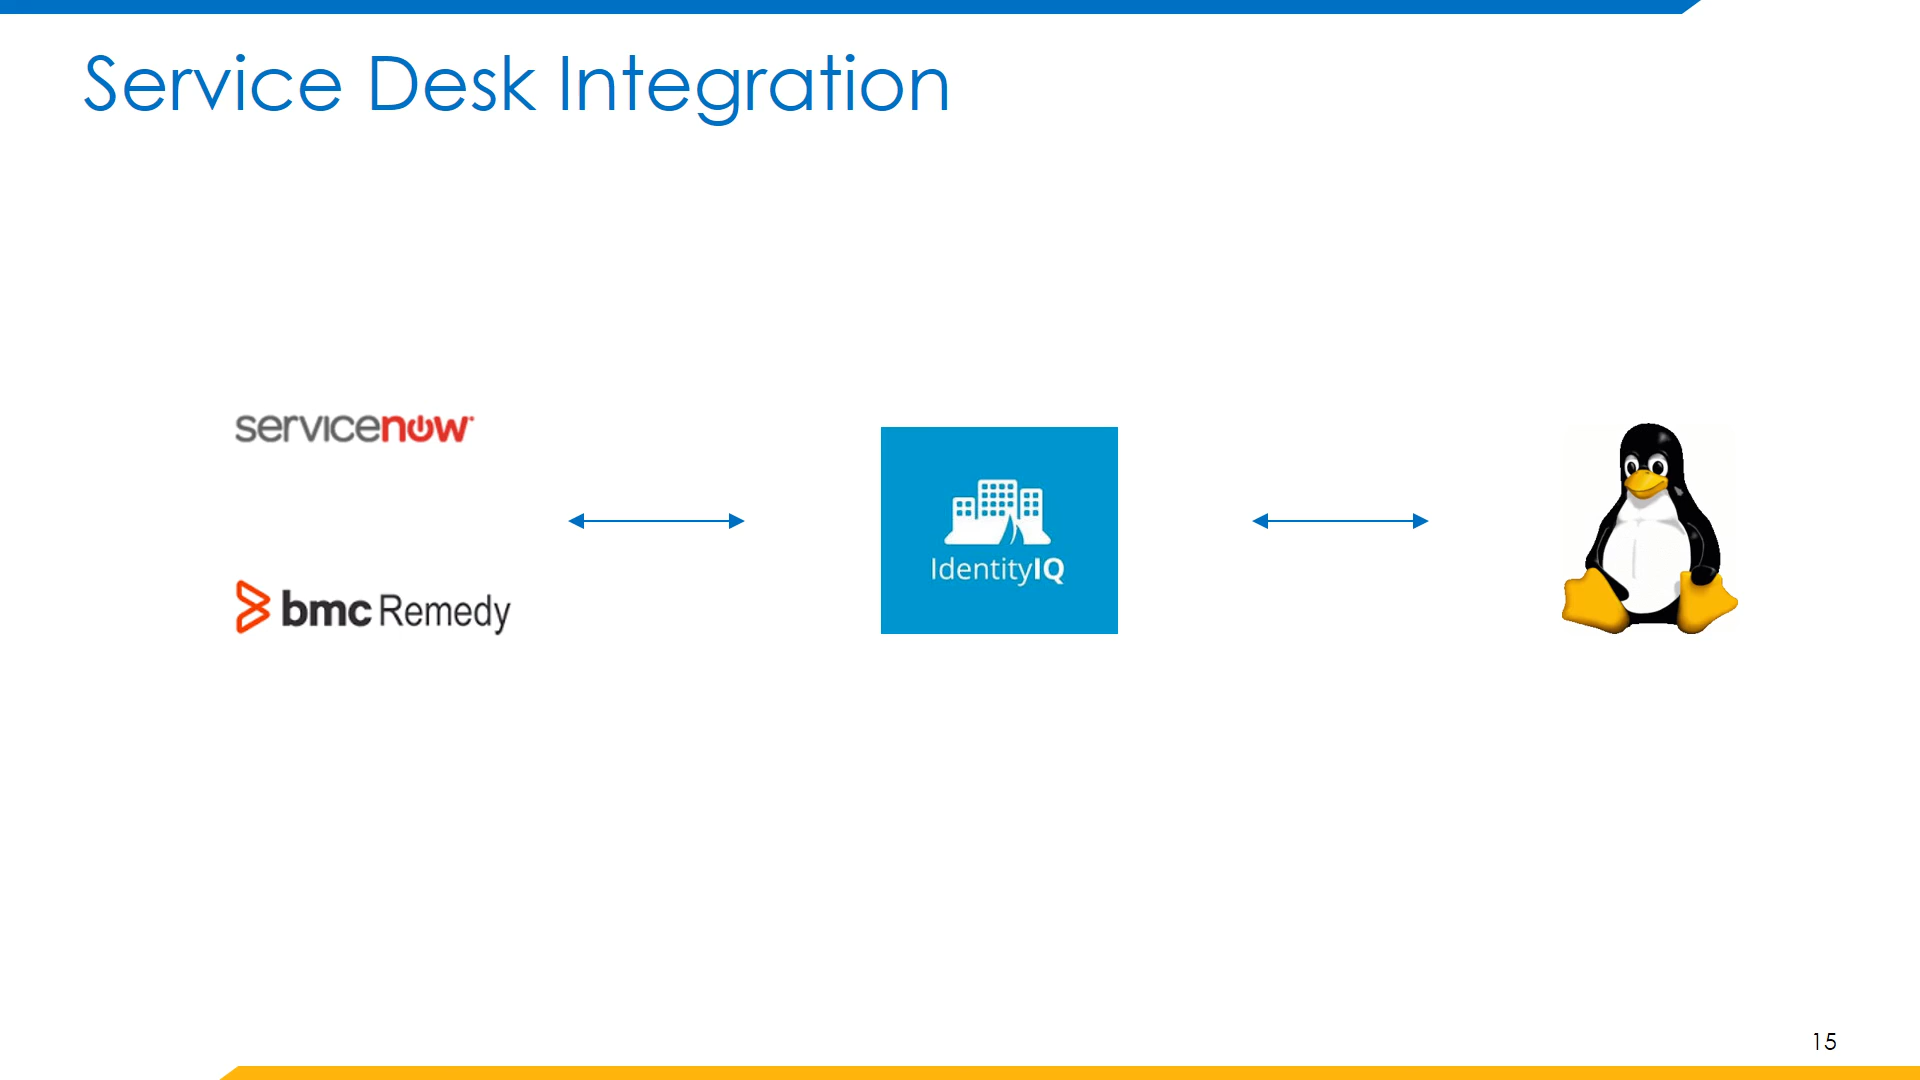 Service Desk Integration
servicenow
bmc Remedy
IdentityIQ
15